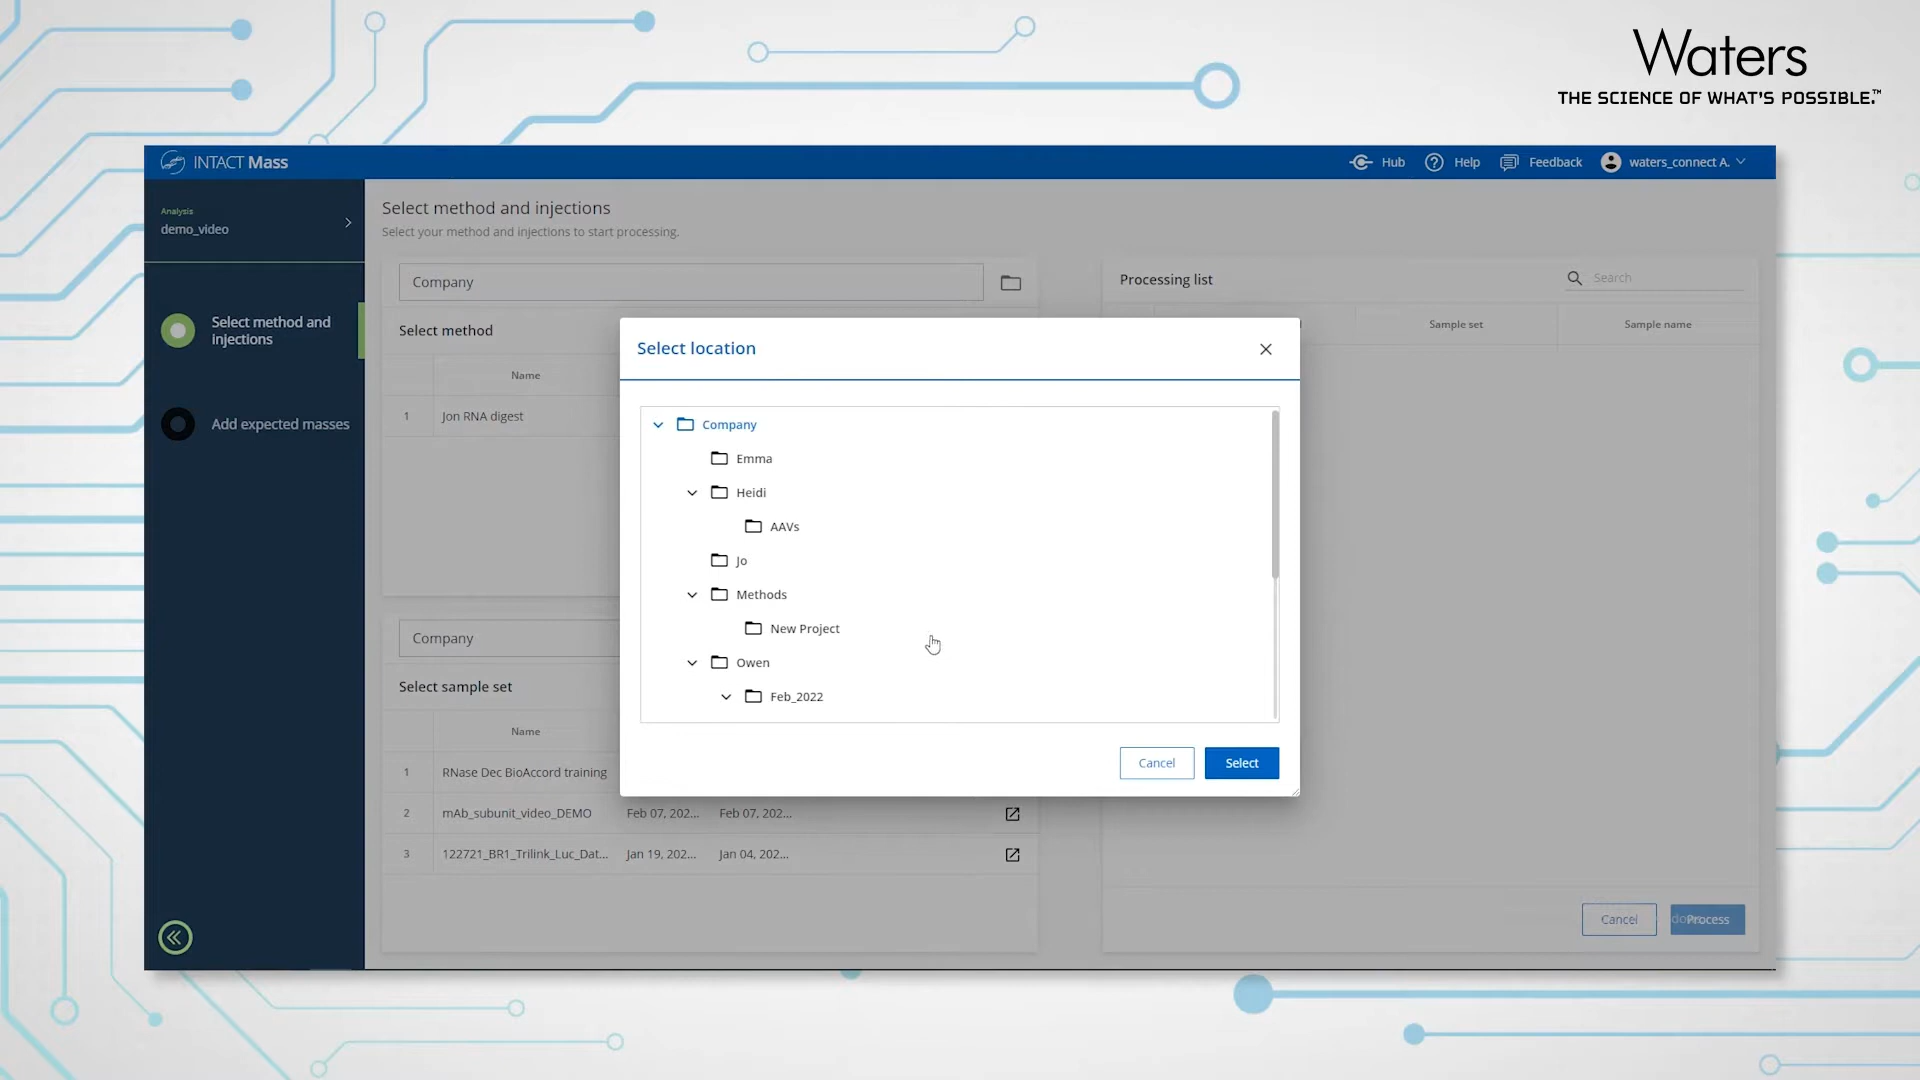 Waters
THE SCIENCE OF WHAT'S POSSIBLE.™
INTACT Mass
Hub
Help
Feedback
waters_connect A.
Analysis
demo_video
Select method and injections
Select your method and injections to start processing.
Select method and
injections
Add expected masses
Company
Select method
Name
1
Jon RNA digest
Processing list
Search
Sample set
Sample name
Select location
Company
Emma
Heidi
AAVs
Jo
Methods
New Project
Owen
Feb_2022
Cancel
Select
Company
Select sample set
Name
1
RNase Dec BioAccord training
2
mAb_subunit_video_DEMO
Feb 07, 202...
Feb 07, 202...
3
122721_BR1_Trilink_Luc_Dat...
Jan 19, 202...
Jan 04, 202...
Cancel
Process